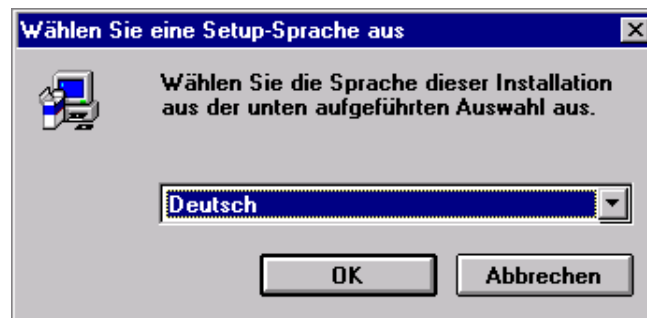 Wählen Sie eine Setup-Sprache aus
Wählen Sie die Sprache dieser Installation
aus der unten aufgeführten Auswahl aus.
Deutsch
OK
Abbrechen